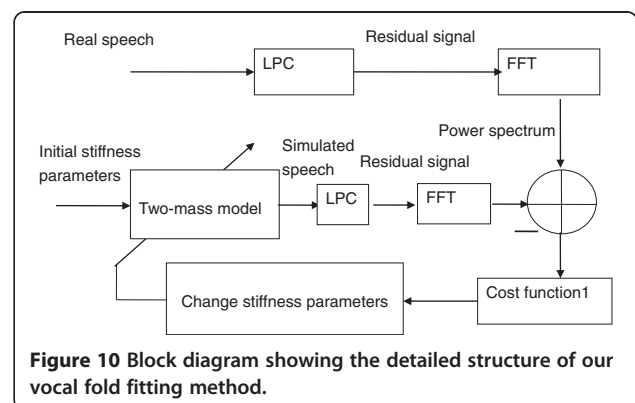 Real speech
Residual signal
LPC
FFT
Power spectrum
Initial stiffness
parameters
Simulated
speech
Residual signal
Two-mass model
LPC
FFT
Change stiffness parameters
Cost function1
Figure 10 Block diagram showing the detailed structure of our
vocal fold fitting method.